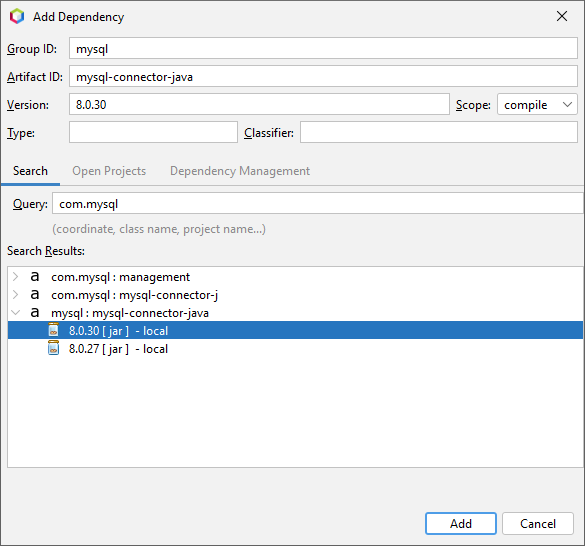 Add Dependency
Group ID: mysql
Artifact ID: mysql-connector-java
Version: 8.0.30 Scope: compile
Type: Classifier:
Search Open Projects Dependency Management
Query: com.mysql
(coordinate, class name, project name...)
Search Results:
a com.mysql : management
a com.mysql : mysql-connector-j
a mysql : mysql-connector-java
8.0.30 [ jar ] - local
8.0.27 [ jar ] - local
Add Cancel